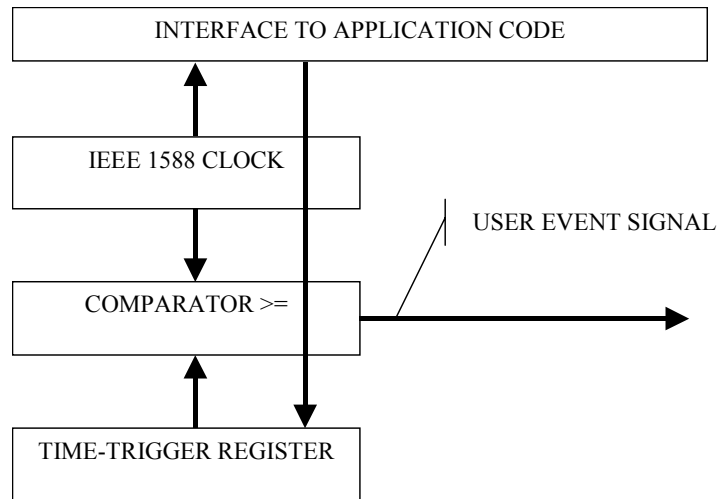 INTERFACE TO APPLICATION CODE
IEEE 1588 CLOCK
USER EVENT SIGNAL
COMPARATOR >=
TIME-TRIGGER REGISTER